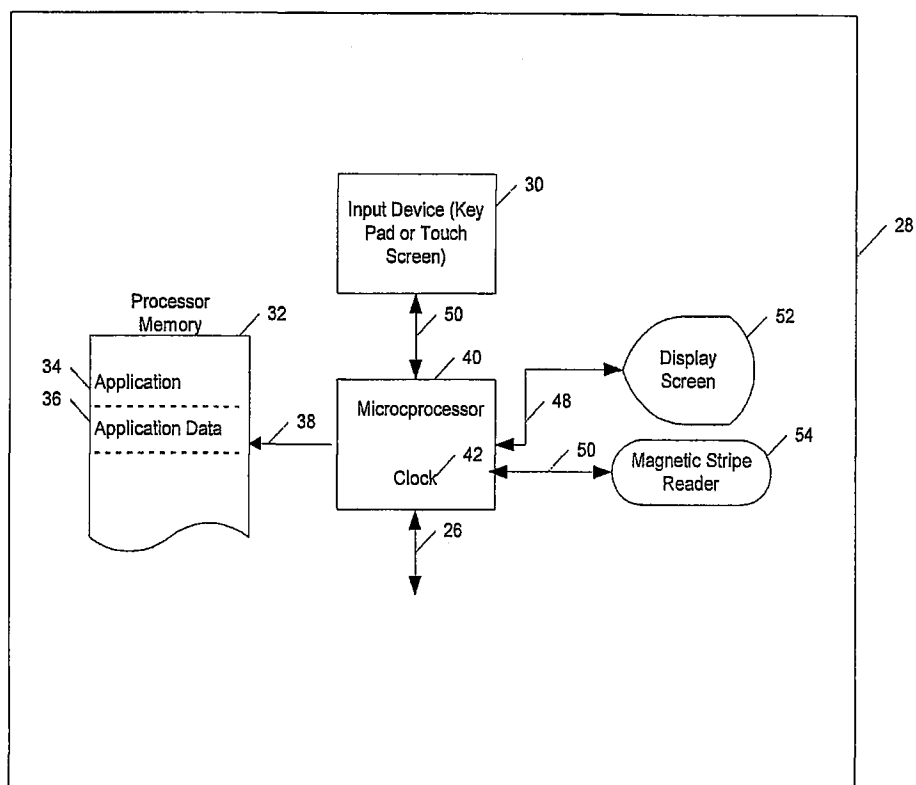 30
Input Device (Key
Pad or Touch
Screen)
28
Processor
Memory
32
50
52
34
Application
40
Display
Screen
36
Application Data
38
Microcprocessor
48
54
Clock
42
50
Magnetic Stripe
Reader
26